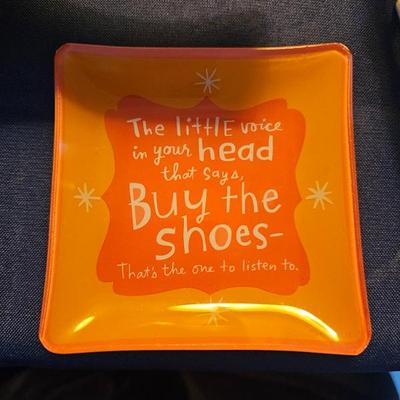 The little voice
in your head
that says,
Buy the
shoes-
That's the one to listen to.